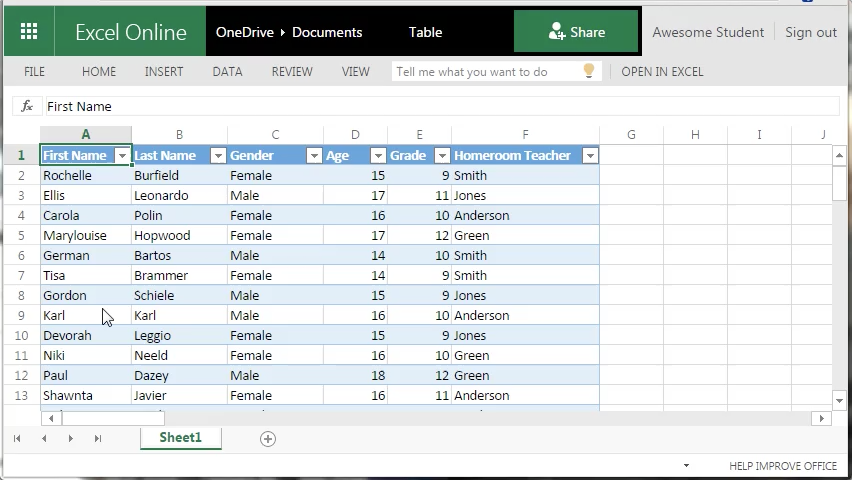 Excel Online OneDrive Documents Table Share Awesome Student Sign out
FILE HOME INSERT DATA REVIEW VIEW Tell me what you want to do OPEN IN EXCEL
fx First Name
A B C D E F G H I J
1 First Name Last Name Gender Age Grade Homeroom Teacher
2 Rochelle Burfield Female 15 9 Smith
3 Ellis Leonardo Male 17 11 Jones
4 Carola Polin Female 16 10 Anderson
5 Marylouise Hopwood Female 17 12 Green
6 German Bartos Male 14 10 Smith
7 Tisa Brammer Female 14 9 Smith
8 Gordon Schiele Male 15 9 Jones
9 Karl Karl Male 16 10 Anderson
10 Devorah Leggio Female 15 9 Jones
11 Niki Neeld Female 16 10 Green
12 Paul Dazey Male 18 12 Green
13 Shawnta Javier Female 16 11 Anderson
Sheet1
HELP IMPROVE OFFICE